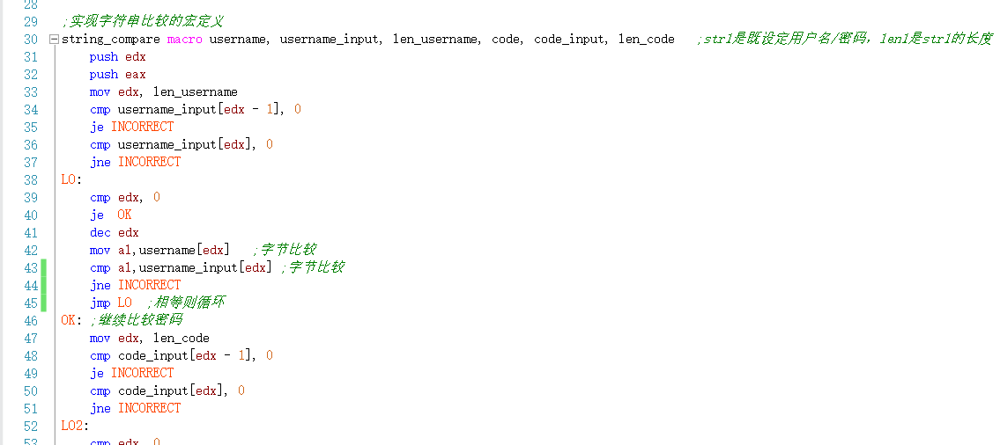 28
29 ;实现字符串比较的宏定义
30 string_compare macro username, username_input, len_username, code, code_input, len_code ;str1是既设定用户名/密码，len1是str1的长度
31 push edx
32 push eax
33 mov edx, len_username
34 cmp username_input[edx - 1], 0
35 je INCORRECT
36 cmp username_input[edx], 0
37 jne INCORRECT
38 LO:
39 cmp edx, 0
40 je OK
41 dec edx
42 mov al,username[edx] ;字节比较
43 cmp al,username_input[edx] ;字节比较
44 jne INCORRECT
45 jmp LO ;相等则循环
46 OK: ;继续比较密码
47 mov edx, len_code
48 cmp code_input[edx - 1], 0
49 je INCORRECT
50 cmp code_input[edx], 0
51 jne INCORRECT
52 LO2:
53 cmp edx, 0